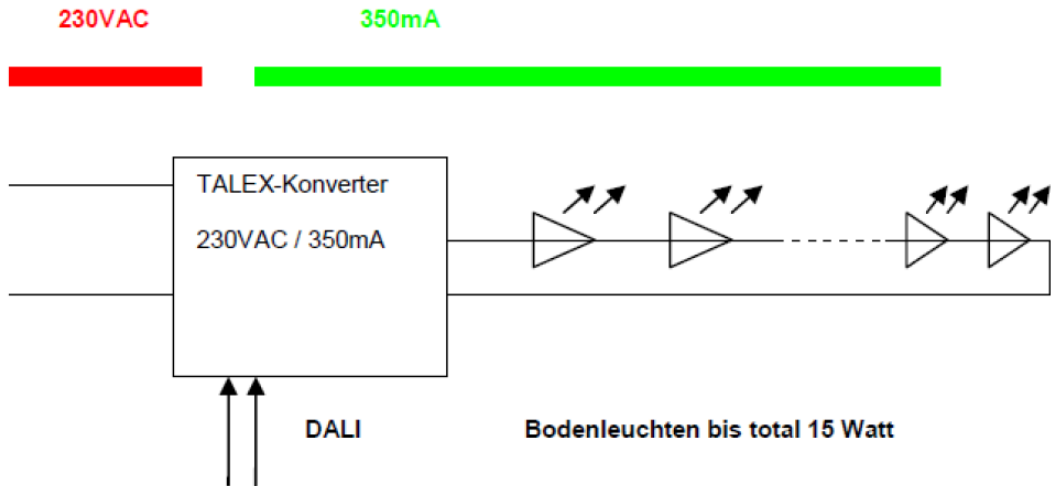 230VAC
350mA
TALEX-Konverter
230VAC / 350mA
DALI
Bodenleuchten bis total 15 Watt